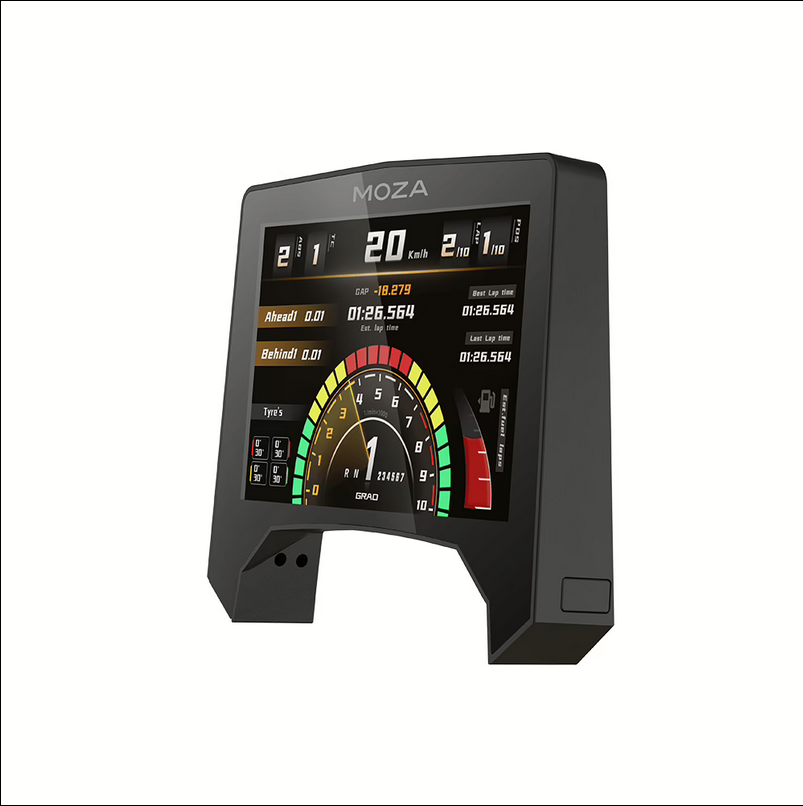 MOZA
2 ABS 1 TC 20 Km/h 2/10 LAP 1/10 POS
GAP -18.279
Best Lap time
Ahead1 0.01
01:26.564
01:26.564
Est. lap time
Last Lap time
Behind1 0.01
01:26.564
Est.fuel laps
Tyre's
0' 0'
30' 30'
0' 0'
30' 30'
0 1 2 3 4 5 6 7 8 9 10
R N 1 234567
GRAD